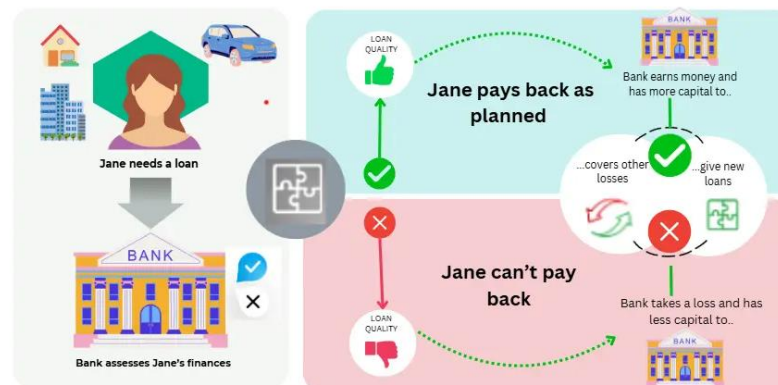 Jane needs a loan
BANK
Bank assesses Jane's finances
LOAN
QUALITY
Jane pays back as
planned
BANK
Bank earns money and
has more capital to..
...covers other
losses
...give new
loans
Jane can't pay
back
LOAN
QUALITY
Bank takes a loss and has
less capital to..
BANK